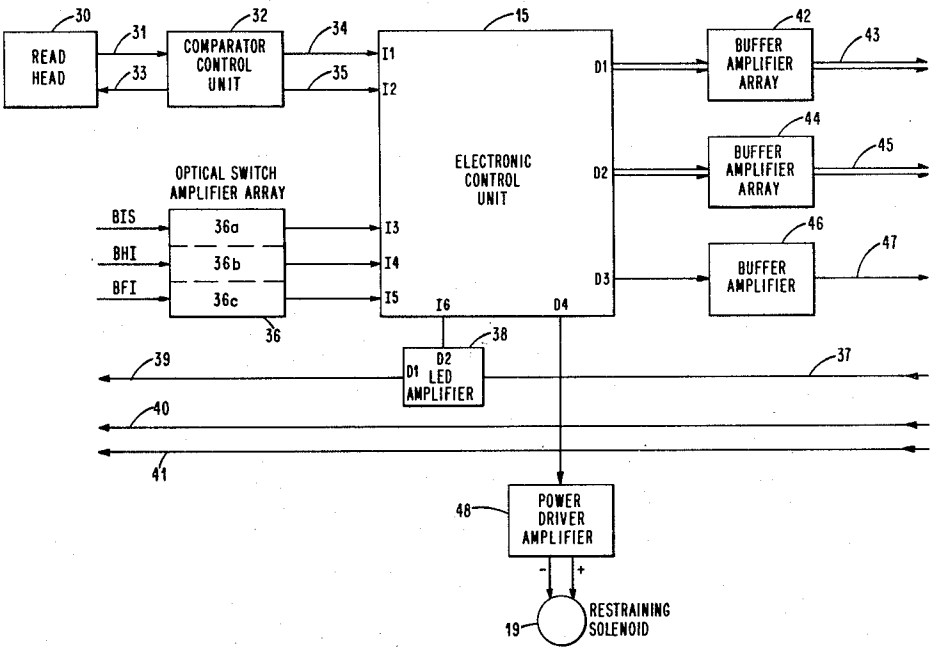 30
31
32
34
15
42
43
READ
HEAD
COMPARATOR
CONTROL
UNIT
33
35
I1
I2
D1
BUFFER
AMPLIFIER
ARRAY
44
45
ELECTRONIC
CONTROL
UNIT
D2
BUFFER
AMPLIFIER
ARRAY
OPTICAL SWITCH
AMPLIFIER ARRAY
BIS
36a
I3
BHI
36b
I4
BFI
36c
I5
36
46
47
D3
BUFFER
AMPLIFIER
I6
D4
38
39
D1
D2
LED
AMPLIFIER
37
40
41
48
POWER
DRIVER
AMPLIFIER
- +
19
RESTRAINING
SOLENOID